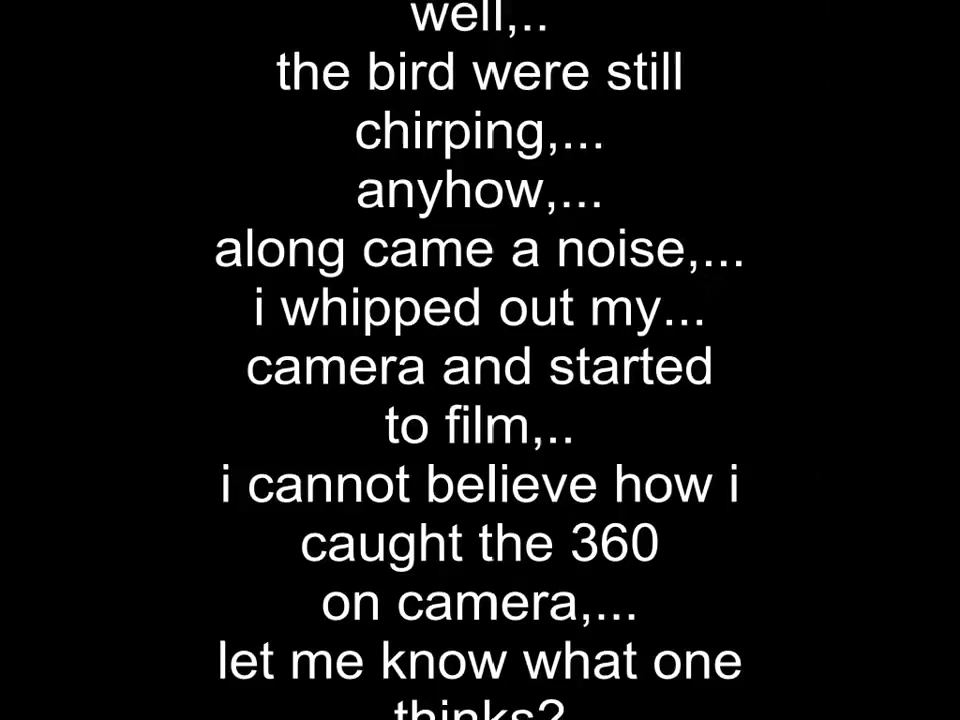 well,..
the bird were still
chirping,...
anyhow,...
along came a noise,...
i whipped out my...
camera and started
to film,..
i cannot believe how i
caught the 360
on camera,...
let me know what one
thinks?